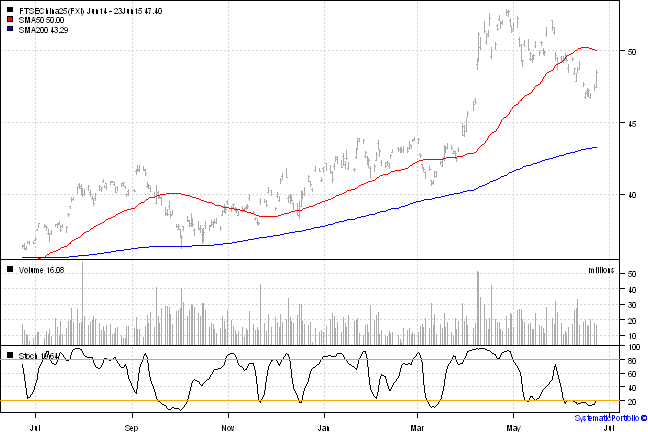 FTSEChina25(FXI) Jun14 - 23Jun15 47.40
SMA50 50.00
SMA200 43.29
50
45
40
Volume 16.08
millions
50
40
30
20
10
Stoch
100
80
60
40
20
Jul
Sep
Nov
Jan
Mar
May
Jul
SystematicPortfolio ©